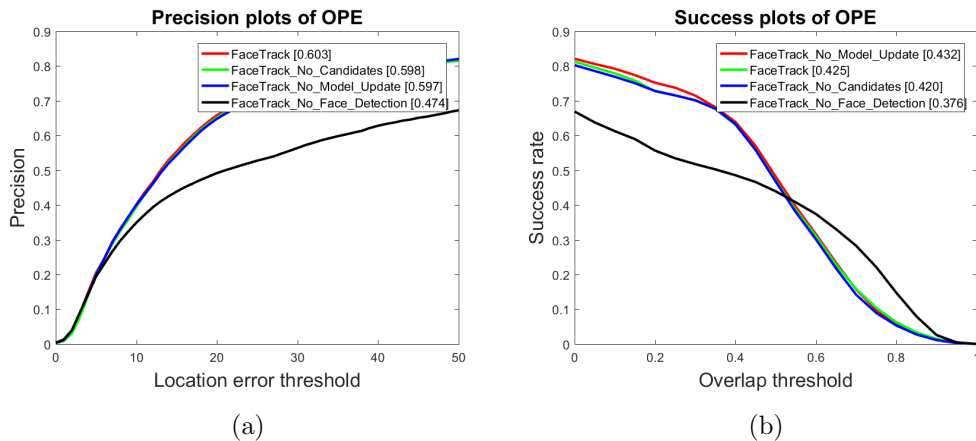 Precision plots of OPE
0.9
0.8
0.7
0.6
0.5
0.4
0.3
0.2
0.1
0
Precision
FaceTrack [0.603]
FaceTrack_No_Candidates [0.598]
FaceTrack_No_Model_Update [0.597]
FaceTrack_No_Face_Detection [0.474]
0 10 20 30 40 50
Location error threshold
(a)
Success plots of OPE
0.9
0.8
0.7
0.6
0.5
0.4
0.3
0.2
0.1
0
Success rate
FaceTrack_No_Model_Update [0.432]
FaceTrack [0.425]
FaceTrack_No_Candidates [0.420]
FaceTrack_No_Face_Detection [0.376]
0 0.2 0.4 0.6 0.8
Overlap threshold
(b)